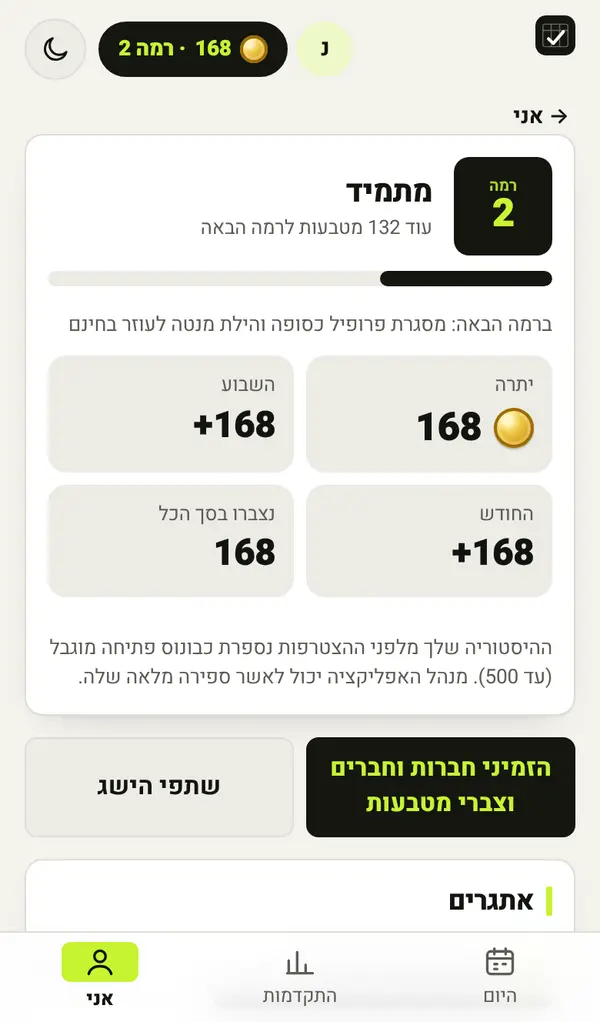 נ
168 · רמה 2
→ אני
רמה
2
מתמיד
עוד 132 מטבעות לרמה הבאה
ברמה הבאה: מסגרת פרופיל כסופה והילת מנטה לעוזר בחינם
יתרה
168
השבוע
+168
החודש
+168
נצברו בסך הכל
168
ההיסטוריה שלך מלפני ההצטרפות נספרת כבונוס פתיחה מוגבל
(עד 500). מנהל האפליקציה יכול לאשר ספירה מלאה שלה.
הזמיני חברות וחברים
וצברי מטבעות
שתפי הישג
אתגרים
היום
התקדמות
אני